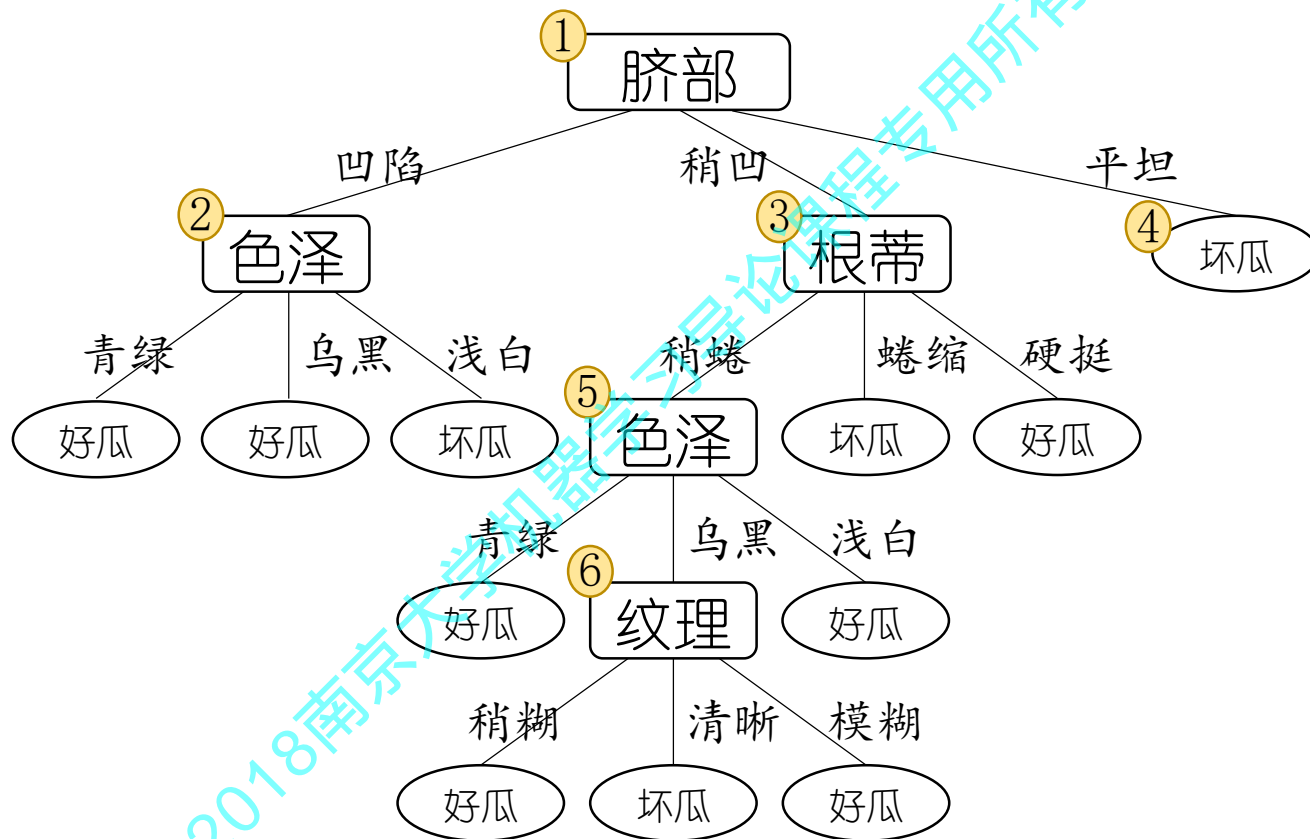 1
脐部
凹陷 稍凹 平坦
2 3 4
色泽 根蒂 坏瓜
青绿 乌黑 浅白 稍蜷 蜷缩 硬挺
5
好瓜 好瓜 坏瓜 色泽 坏瓜 好瓜
青绿 乌黑 浅白
6
好瓜 纹理 好瓜
稍糊 清晰 模糊
好瓜 坏瓜 好瓜
2018南京大学机器学习导论课程专用所有